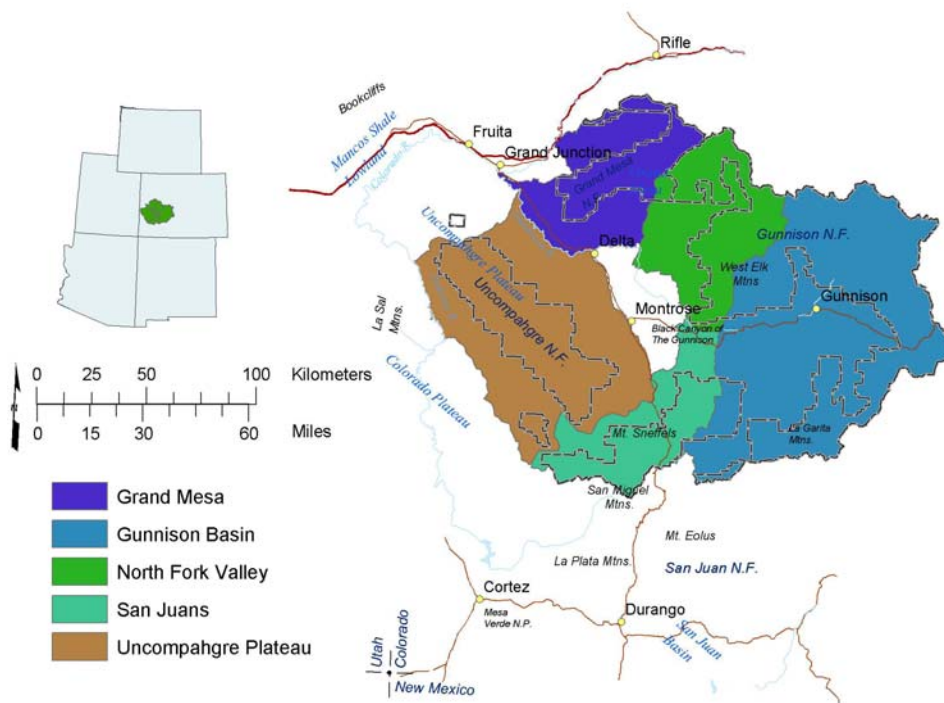 Rifle
Bookcliffs
Fruita
Mancos Shale
Lowland
Grand Junction
Colorado R.
Grand Mesa
N.F.
Uncompahgre Plateau
Delta
Gunnison N.F.
West Elk
Mtns
Gunnison
La Sal
Mtns.
Uncompahgre N.F.
Montrose
Black Canyon of
The Gunnison
Colorado Plateau
0 25 50 100 Kilometers
0 15 30 60 Miles
N
Mt. Sneffels
La Garita
Mtns.
San Miguel
Mtns.
Grand Mesa
Gunnison Basin
North Fork Valley
San Juans
Uncompahgre Plateau
La Plata Mtns.
Mt. Eolus
San Juan N.F.
Cortez
Mesa
Verde N.P.
Durango
San Juan
Basin
Utah
Colorado
New Mexico